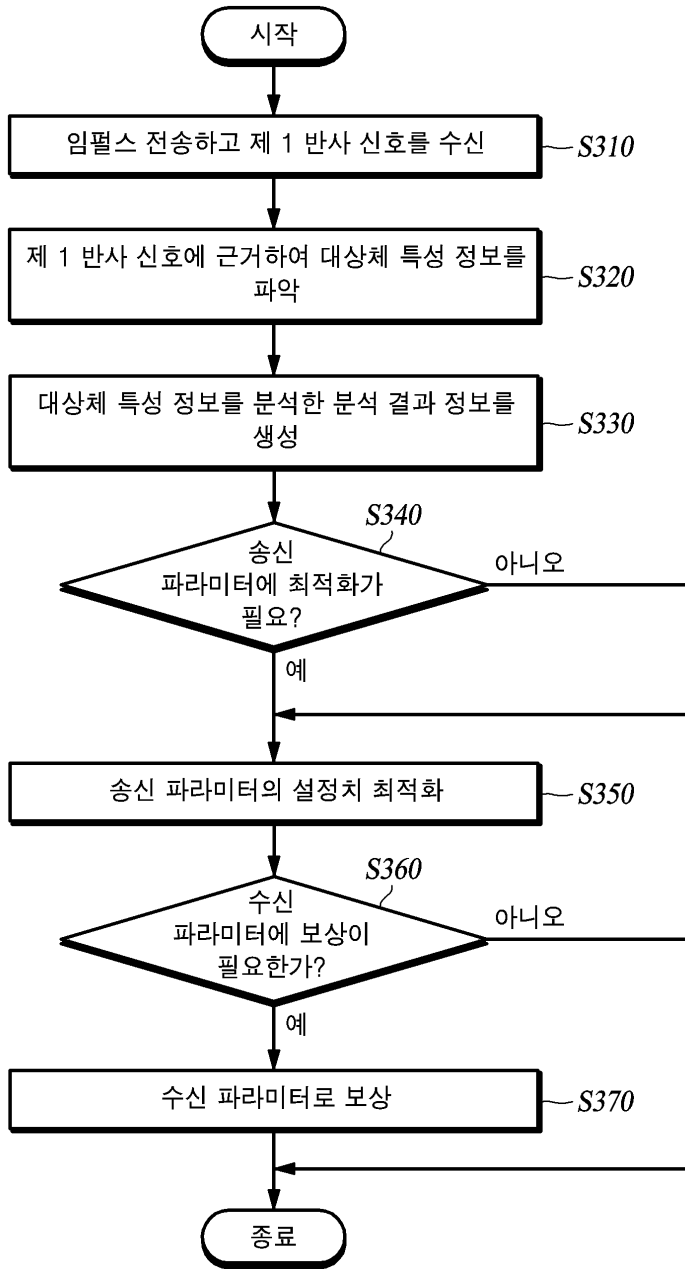 시작
임펄스 전송하고 제 1 반사 신호를 수신
S310
제 1 반사 신호에 근거하여 대상체 특성 정보를
파악
S320
대상체 특성 정보를 분석한 분석 결과 정보를
생성
S330
S340
송신
파라미터에 최적화가
필요?
아니오
예
송신 파라미터의 설정치 최적화
S350
S360
수신
파라미터에 보상이
필요한가?
아니오
예
수신 파라미터로 보상
S370
종료